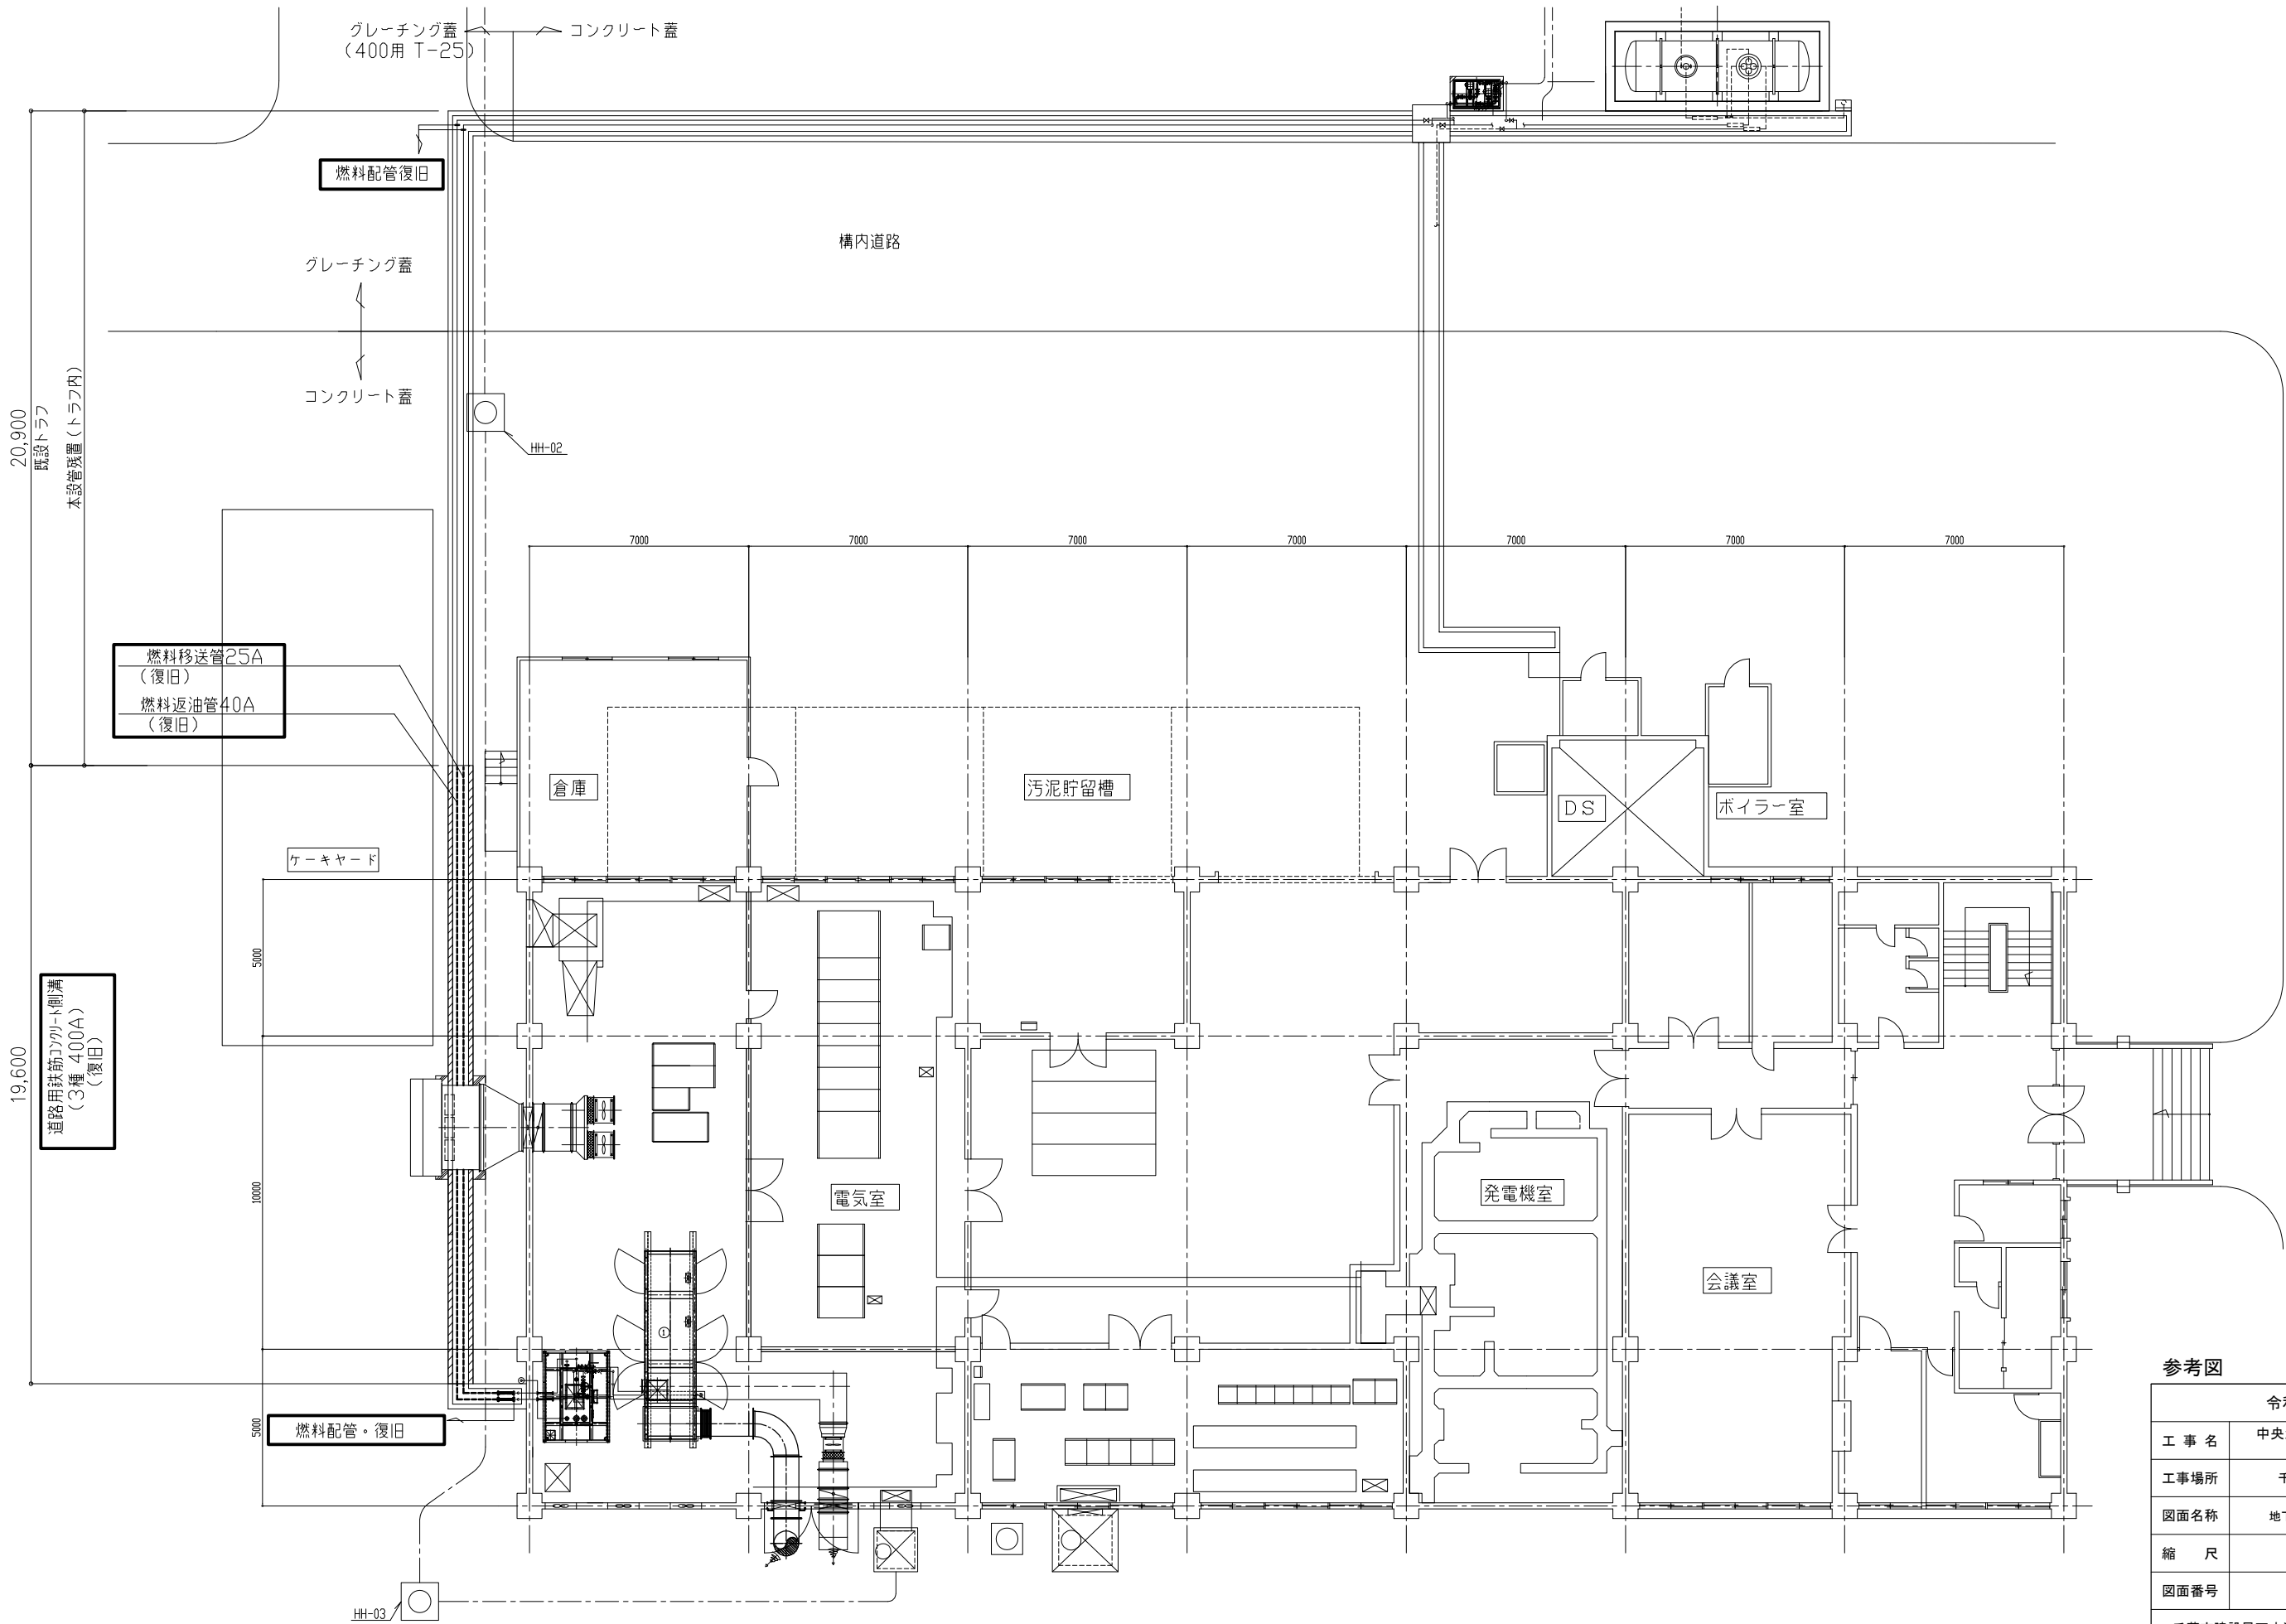 グレーチング蓋
(400用 T-25)
コンクリート蓋
燃料配管復旧
構内道路
グレーチング蓋
コンクリート蓋
20,900
既設トラフ
本設管残置(トラフ内)
HH-02
7000
7000
7000
7000
7000
7000
7000
燃料移送管25A
(復旧)
燃料返油管40A
(復旧)
倉庫
汚泥貯留槽
DS
ボイラー室
ケーキヤード
5000
19,600
道路用鉄筋コンクリート側溝
(3種 400A)
(復旧)
10000
電気室
発電機室
会議室
①
5000
燃料配管。復旧
HH-03
参考図
工 事 名
中央
工事場所
図面名称
縮 尺
図面番号